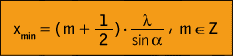 x_min = (m + 1/2) · λ/sin α , m ∈ Z